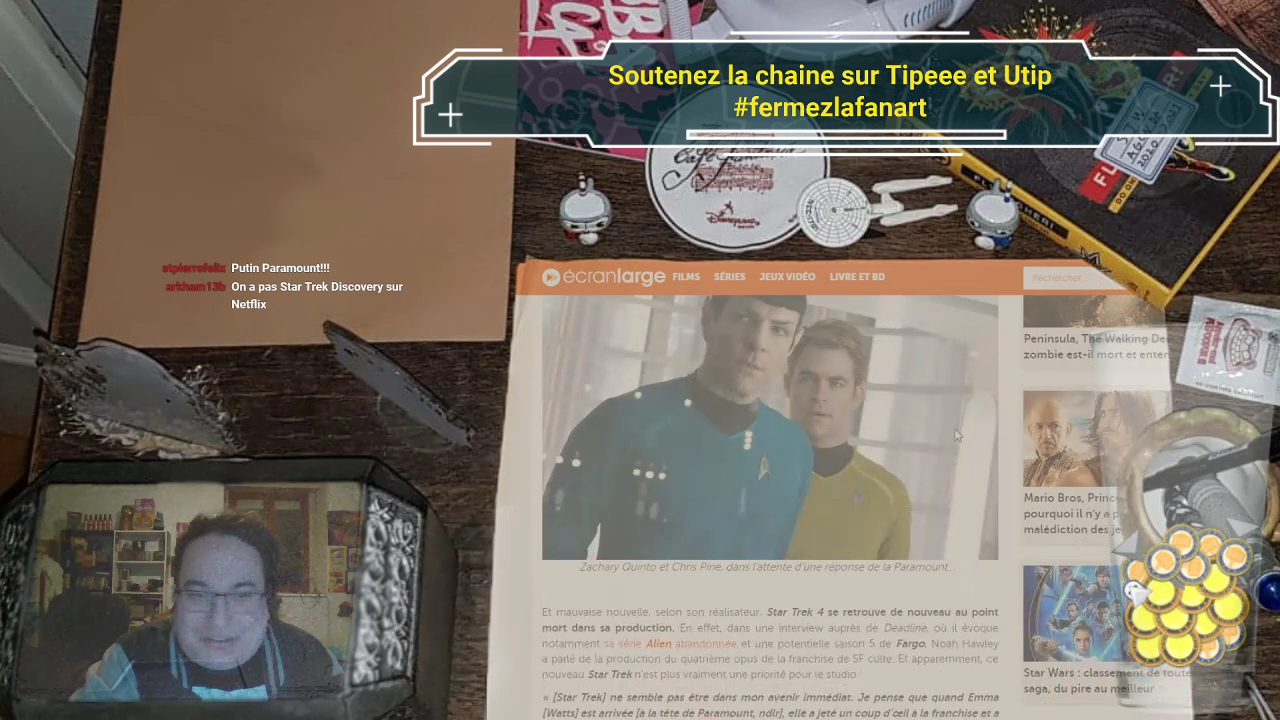 Soutenez la chaine sur Tipeee et Utip
#fermezlafanart
stpierrefelix Putin Paramount!!!
arkham13b On a pas Star Trek Discovery sur
Netflix
écranlarge FILMS SÉRIES JEUX VIDÉO LIVRE ET BD
Rechercher...
Peninsula, The Walking Dea
zombie est-il mort et enter
Mario Bros, Princ
pourquoi il n'y a p
malédiction des je
Star Wars : classement de toute
saga, du pire au meilleur
Zachary Quinto et Chris Pine, dans l'attente d'une réponse de la Paramount...
Et mauvaise nouvelle, selon son réalisateur, Star Trek 4 se retrouve de nouveau au point
mort dans sa production. En effet, dans une interview auprès de Deadline, où il évoque
notamment sa série Alien abandonnée et une potentielle saison 5 de Fargo, Noah Hawley
a parlé de la production du quatrième opus de la franchise de SF culte. Et apparemment, ce
nouveau Star Trek n'est plus vraiment une priorité pour le studio
« [Star Trek] ne semble pas être dans mon avenir immédiat. Je pense que quand Emma
[Watts] est arrivée [à la tête de Paramount, ndlr], elle a jeté un coup d'œil à la franchise et a